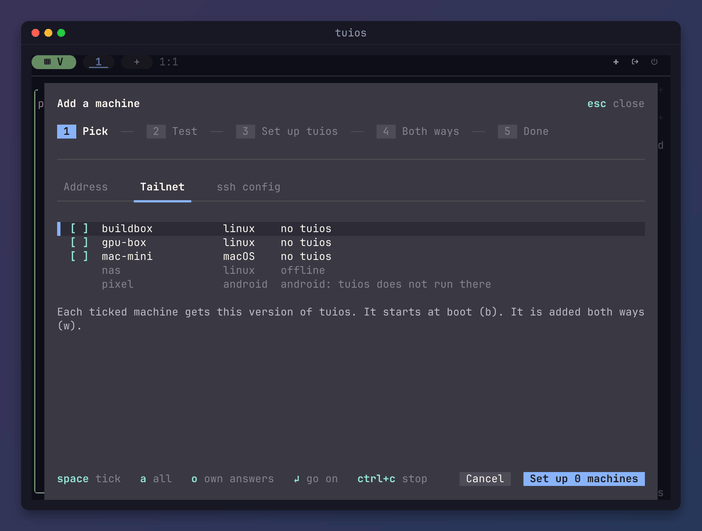 tuios
V 1 + 1:1
p
Add a machine esc close
1 Pick 2 Test 3 Set up tuios 4 Both ways 5 Done
d
Address Tailnet ssh config
[ ] buildbox linux no tuios
[ ] gpu-box linux no tuios
[ ] mac-mini macOS no tuios
nas linux offline
pixel android android: tuios does not run there
Each ticked machine gets this version of tuios. It starts at boot (b). It is added both ways
(w).
space tick a all o own answers ↲ go on ctrl+c stop Cancel Set up 0 machines
s